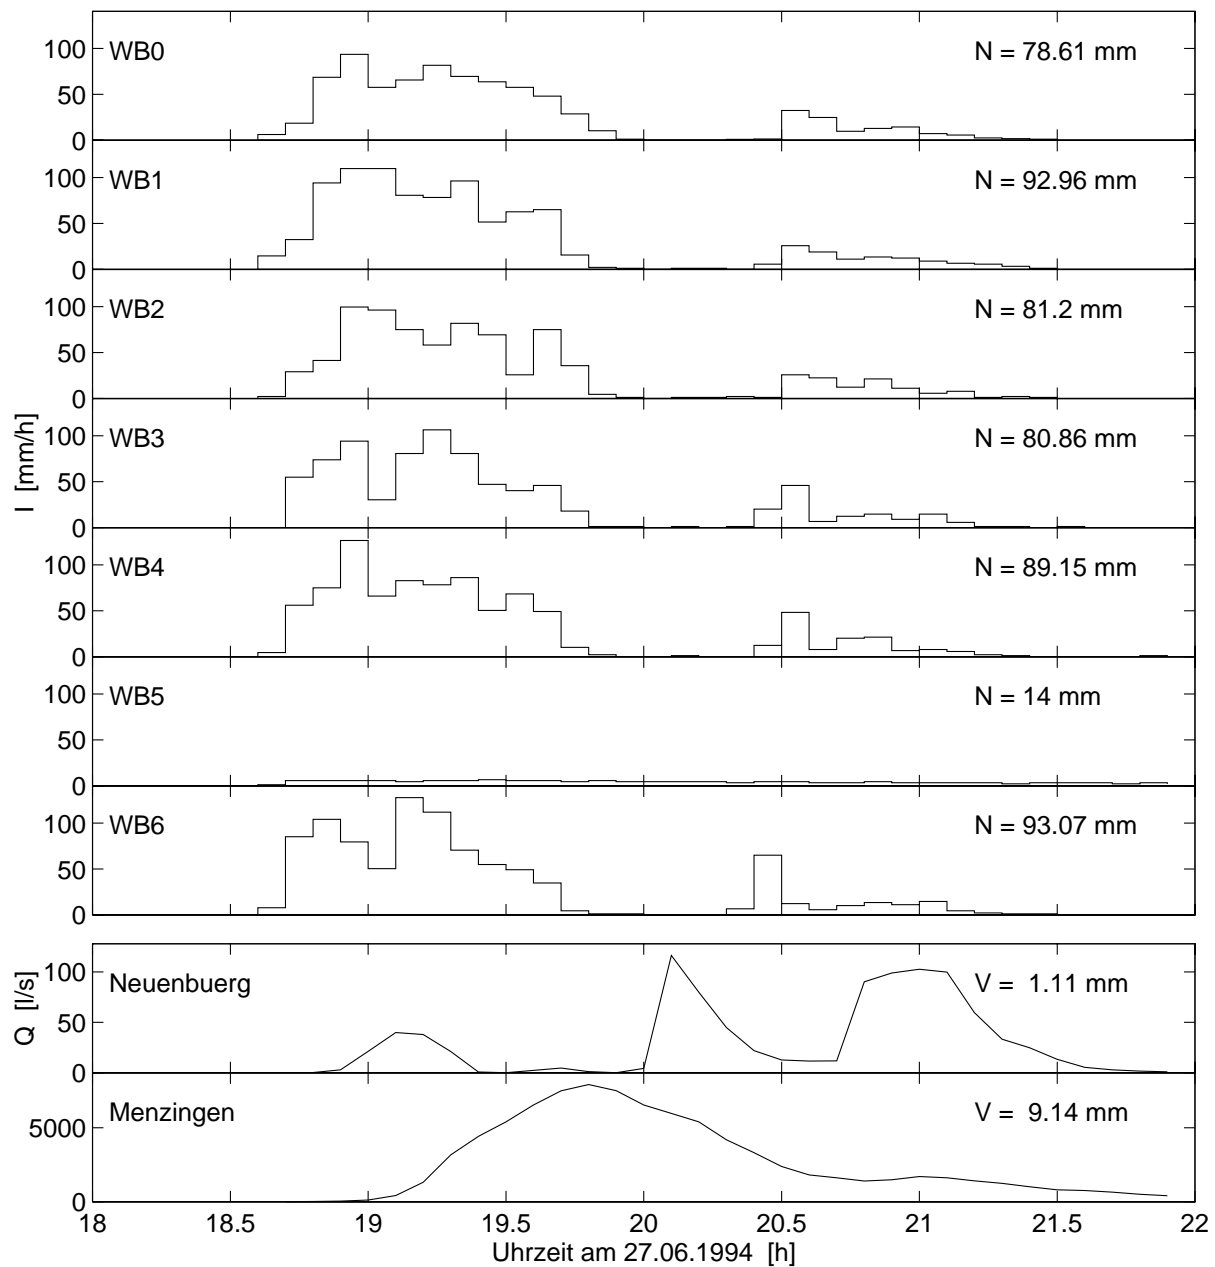 WB0 N = 78.61 mm
100
50
0
WB1 N = 92.96 mm
100
50
0
WB2 N = 81.2 mm
100
50
0
WB3 N = 80.86 mm
100
50
0
I [mm/h]
WB4 N = 89.15 mm
100
50
0
WB5 N = 14 mm
100
50
0
WB6 N = 93.07 mm
100
50
0
Neuenbuerg V = 1.11 mm
100
50
0
Q [l/s]
Menzingen V = 9.14 mm
5000
0
18 18.5 19 19.5 20 20.5 21 21.5 22
Uhrzeit am 27.06.1994 [h]